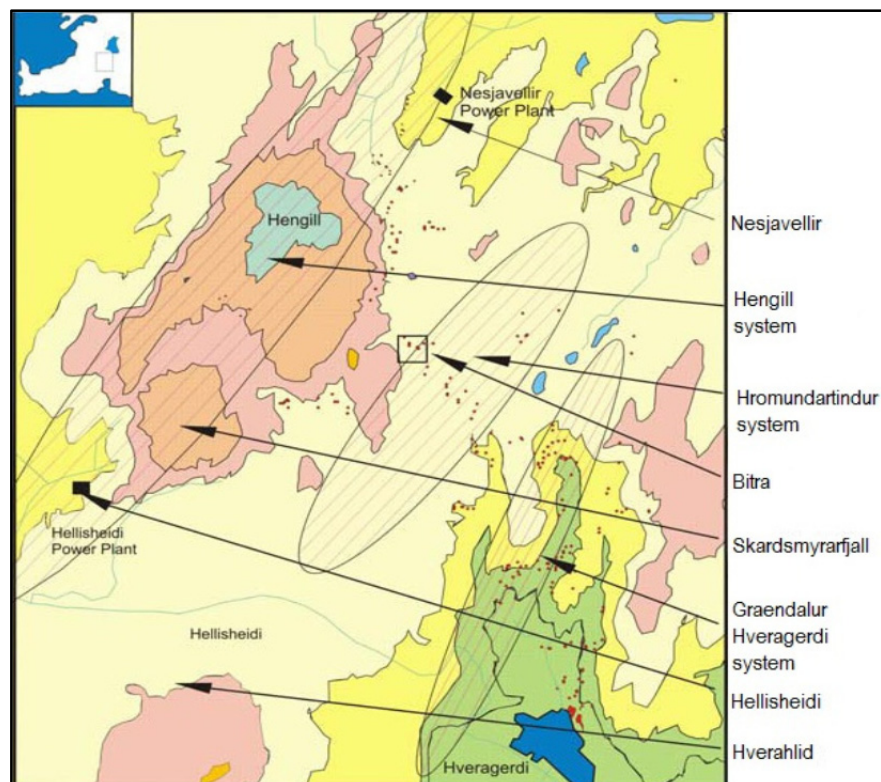 Nesjavellir
Power Plant
Hengill
Hellisheidi
Power Plant
Hellisheidi
Hveragerdi
Nesjavellir
Hengill
system
Hromundartindur
system
Bitra
Skardsmyrarfjall
Graendalur
Hveragerdi
system
Hellisheidi
Hverahlid